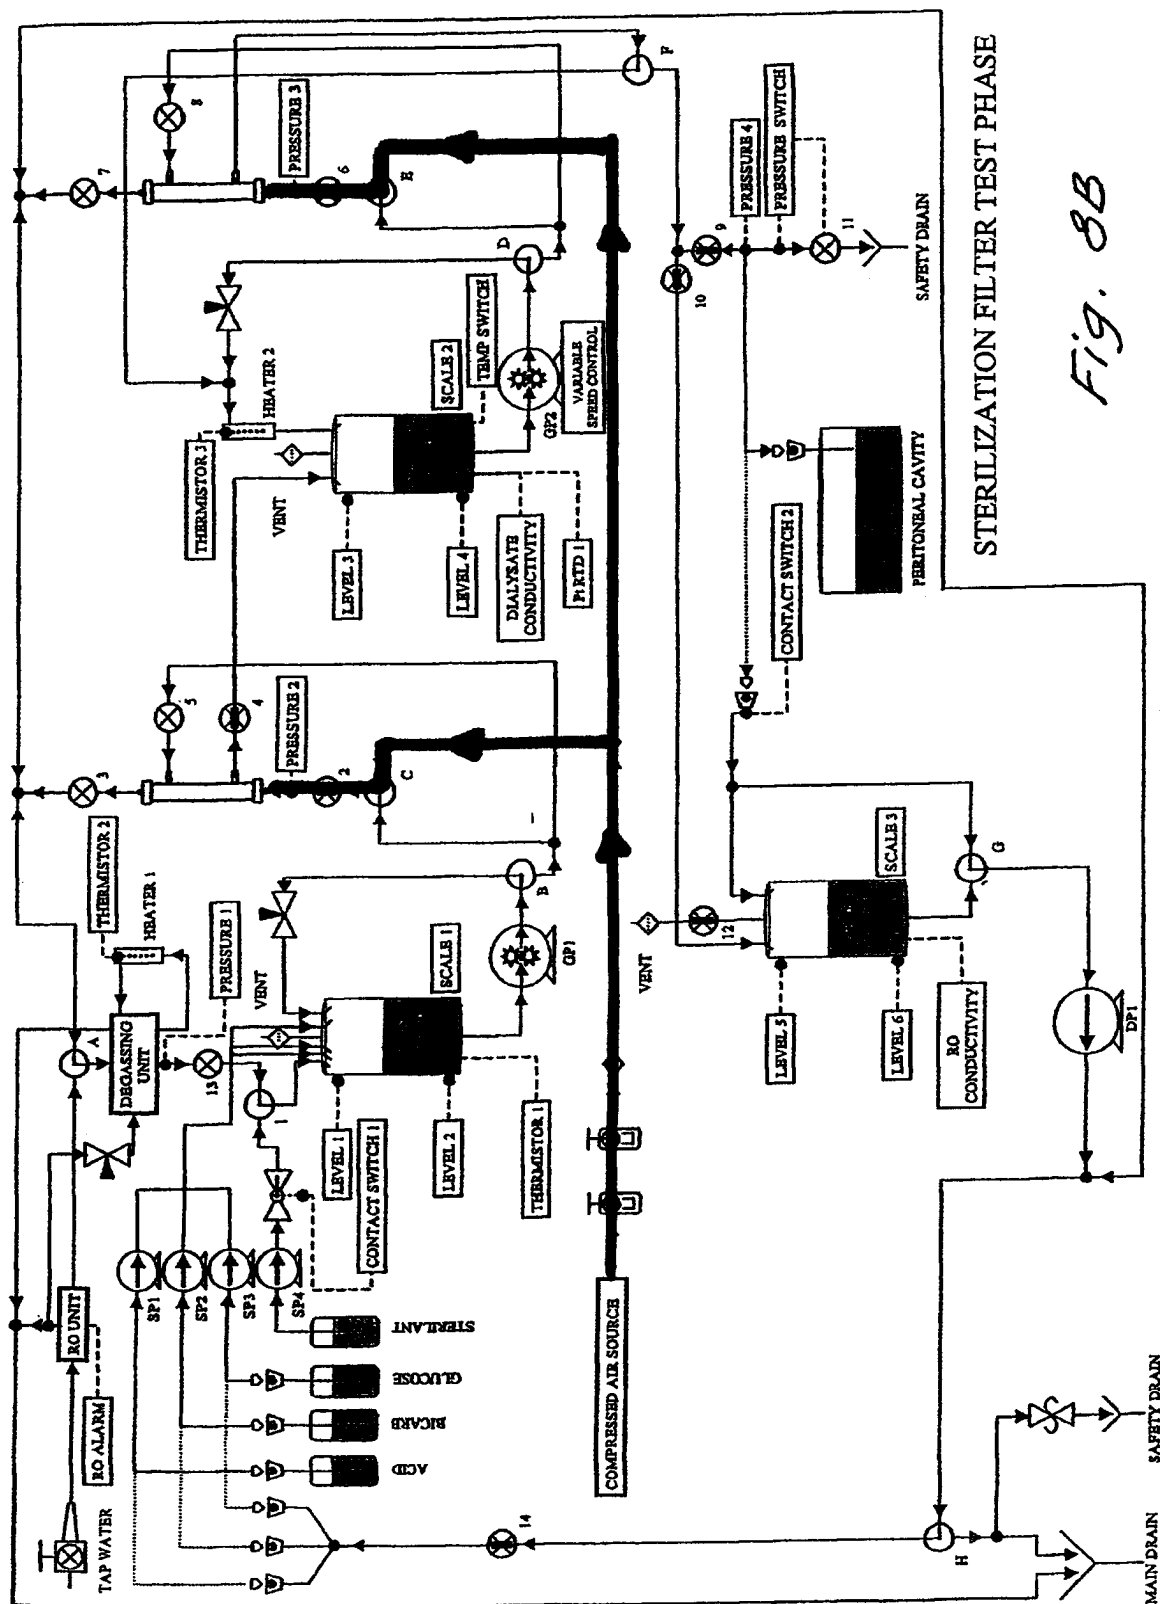 TAP WATER
RO ALARM
RO UNIT
SP1
SP2
SP3
SP4
ACID
BICARB
GLUCOSE
STERILANT
A
DEGASSING
UNIT
THERMISTOR 2
HEATER 1
PRESSURE 1
13
1
VENT
LEVEL 1
CONTACT SWITCH 1
LEVEL 2
THERMISTOR 1
SCALE 1
GP1
B
3
5
4
PRESSURE 2
2
C
THERMISTOR 3
HEATER 2
VENT
LEVEL 3
LEVEL 4
DIALYSATE
CONDUCTIVITY
Pt RTD 1
SCALE 2
TEMP SWITCH
GP2
VARIABLE
SPEED CONTROL
D
7
8
PRESSURE 3
6
E
F
COMPRESSED AIR SOURCE
VENT
12
LEVEL 5
LEVEL 6
RO
CONDUCTIVITY
SCALE 3
G
DP1
10
9
PRESSURE 4
PRESSURE SWITCH
11
SAFETY DRAIN
CONTACT SWITCH 2
PERITONEAL CAVITY
14
H
MAIN DRAIN
SAFETY DRAIN
STERILIZATION FILTER TEST PHASE
Fig. 8B